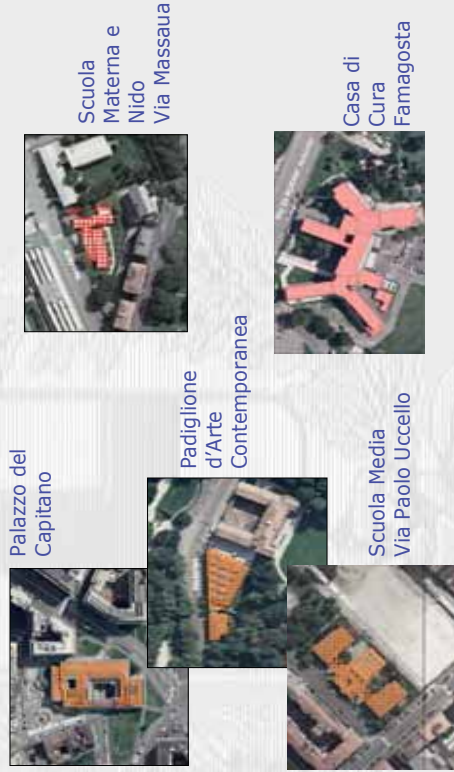 Palazzo del
Capitano
Padiglione
d'Arte
Contemporanea
Scuola Media
Via Paolo Uccello
Scuola
Materna e
Nido
Via Massaua
Casa di
Cura
Famagosta